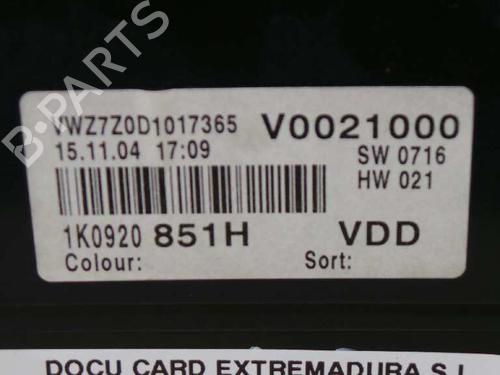 VWZ7Z0D1017365 V0021000
15.11.04 17:09 SW 0716
HW 021
1K0920 851H VDD
Colour: Sort:
B-PARTS
DOCU CARD EXTREMADURA S.L